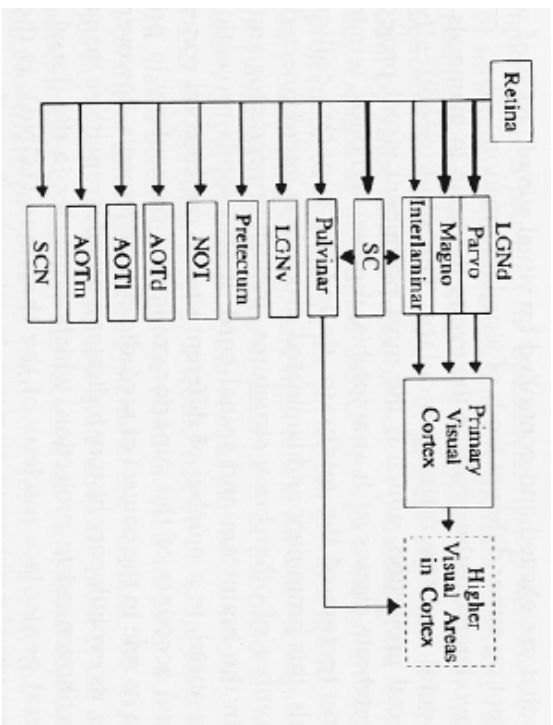 Retina
LGNd
Parvo
Magno
Interlaminar
SC
Pulvinar
LGNv
Pretectum
NOT
AOTd
AOTl
AOTm
SCN
Primary
Visual
Cortex
Higher
Visual Areas
in Cortex